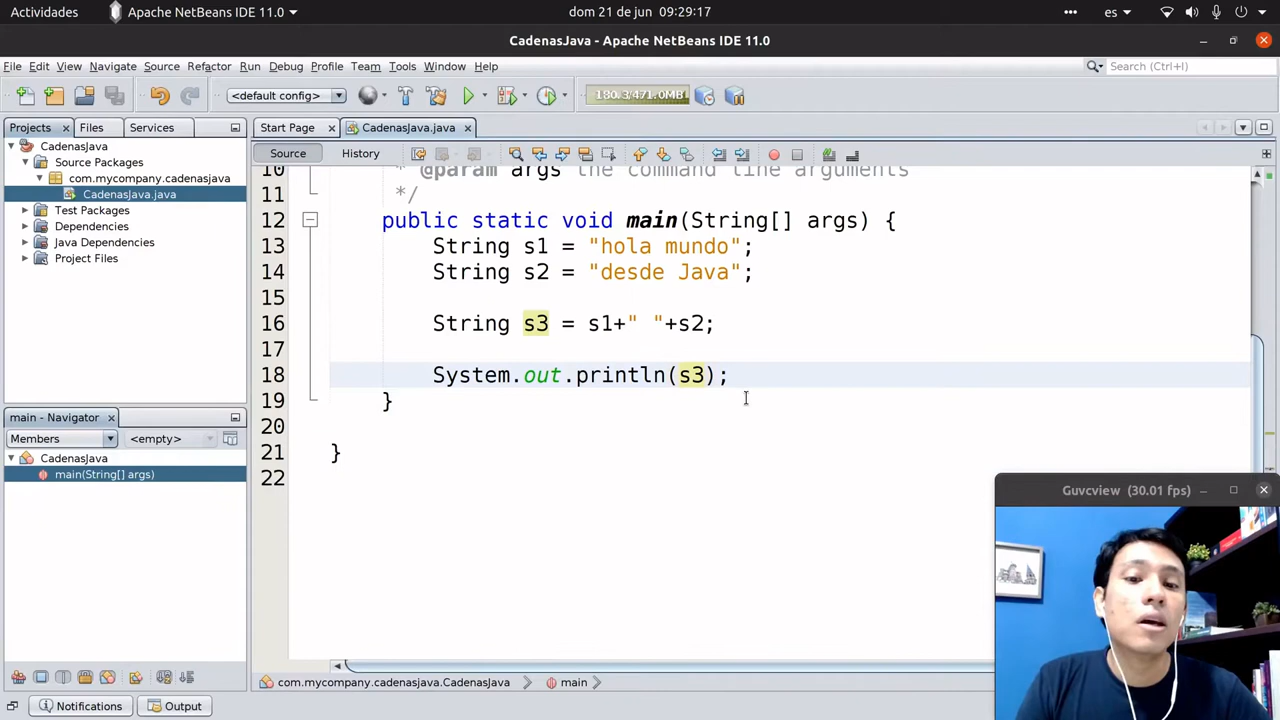 Actividades Apache NetBeans IDE 11.0 dom 21 de jun 09:29:17 es
CadenasJava - Apache NetBeans IDE 11.0
File Edit View Navigate Source Refactor Run Debug Profile Team Tools Window Help Search (Ctrl+I)
<default config> 180.3/471.0MB
Projects Files Services Start Page CadenasJava.java
CadenasJava
Source Packages
com.mycompany.cadenasjava
CadenasJava.java
Test Packages
Dependencies
Java Dependencies
Project Files
Source History
10 * @param args the command line arguments
11 */
12 public static void main(String[] args) {
13 String s1 = "hola mundo";
14 String s2 = "desde Java";
15
16 String s3 = s1+" "+s2;
17
18 System.out.println(s3);
19 }
20
21 }
22
main - Navigator
Members <empty>
CadenasJava
main(String[] args)
Guvcview (30.01 fps)
com.mycompany.cadenasjava.CadenasJava main
Notifications Output